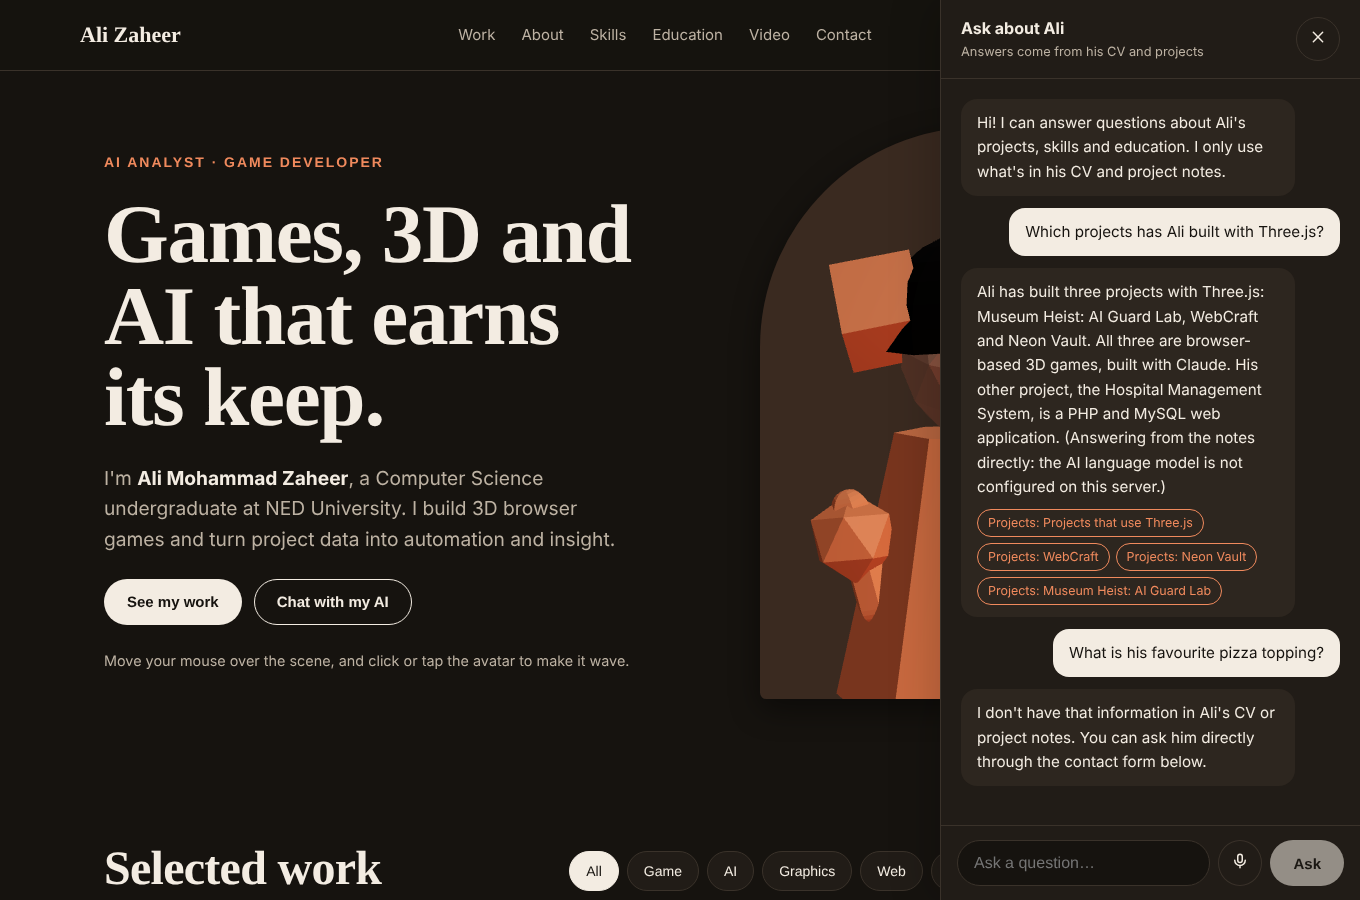 Ali Zaheer
Work About Skills Education Video Contact
AI ANALYST · GAME DEVELOPER
Games, 3D and
AI that earns
its keep.
I'm Ali Mohammad Zaheer, a Computer Science
undergraduate at NED University. I build 3D browser
games and turn project data into automation and insight.
See my work Chat with my AI
Move your mouse over the scene, and click or tap the avatar to make it wave.
Selected work
All Game AI Graphics Web
Ask about Ali
Answers come from his CV and projects
Hi! I can answer questions about Ali's
projects, skills and education. I only use
what's in his CV and project notes.
Which projects has Ali built with Three.js?
Ali has built three projects with Three.js:
Museum Heist: AI Guard Lab, WebCraft
and Neon Vault. All three are browser-
based 3D games, built with Claude. His
other project, the Hospital Management
System, is a PHP and MySQL web
application. (Answering from the notes
directly: the AI language model is not
configured on this server.)
Projects: Projects that use Three.js
Projects: WebCraft Projects: Neon Vault
Projects: Museum Heist: AI Guard Lab
What is his favourite pizza topping?
I don't have that information in Ali's CV or
project notes. You can ask him directly
through the contact form below.
Ask a question…
Ask